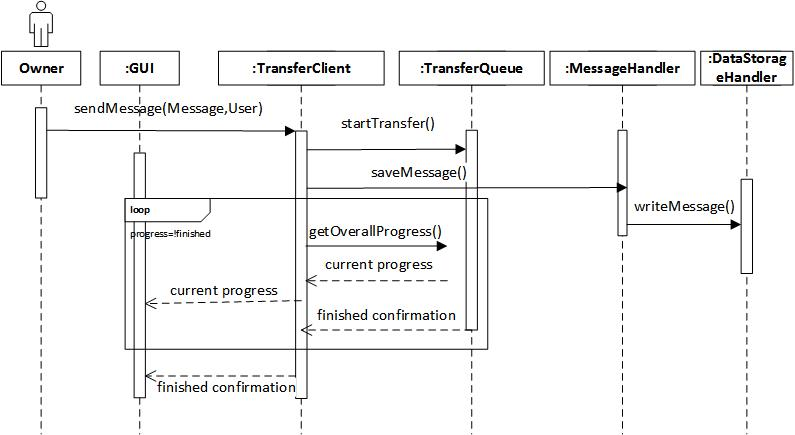 Owner
:GUI
:TransferClient
:TransferQueue
:MessageHandler
:DataStorag
eHandler
sendMessage(Message,User)
startTransfer()
saveMessage()
writeMessage()
loop
progress=!finished
getOverallProgress()
current progress
current progress
finished confirmation
finished confirmation